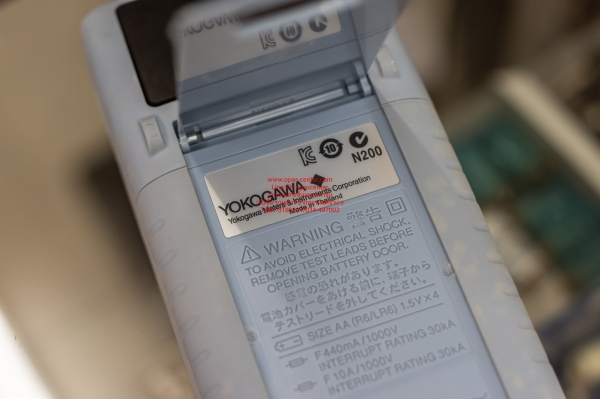 10
N200
YOKOGAWA
Yokogawa Meters & Instruments Corporation
Made in Thailand
WARNING 警告
TO AVOID ELECTRICAL SHOCK,
REMOVE TEST LEADS BEFORE
OPENING BATTERY DOOR.
感電の恐れがあります。
電池カバーをあける前に、端子から
テストリードを外してください。
SIZE AA (R6/LR6) 1.5V×4
F 440mA/1000V
INTERRUPT RATING 30kA
F 10A/1000V
INTERRUPT RATING 30kA